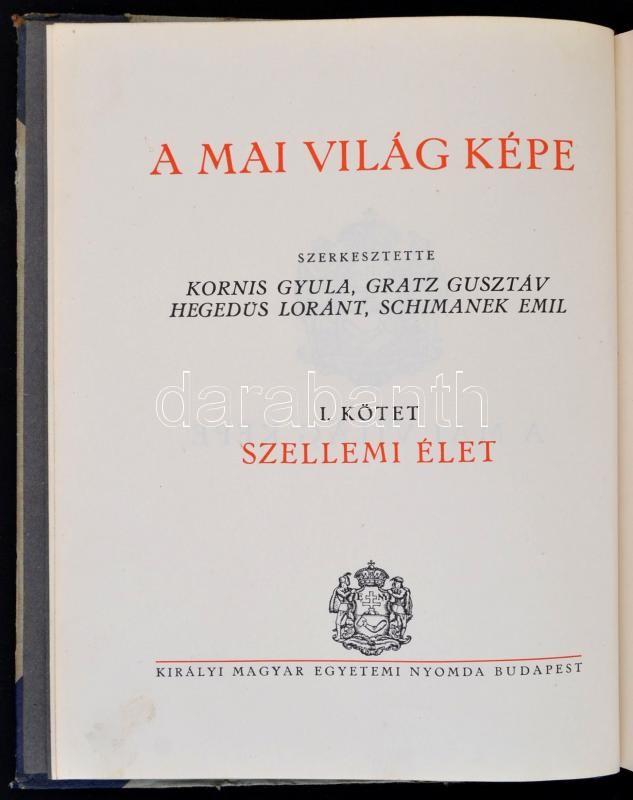 A MAI VILÁG KÉPE
SZERKESZTETTE
KORNIS GYULA, GRATZ GUSZTÁV
HEGEDÜS LORÁNT, SCHIMANEK EMIL
darabanth
I. KÖTET
SZELLEMI ÉLET
KIRÁLYI MAGYAR EGYETEMI NYOMDA BUDAPEST